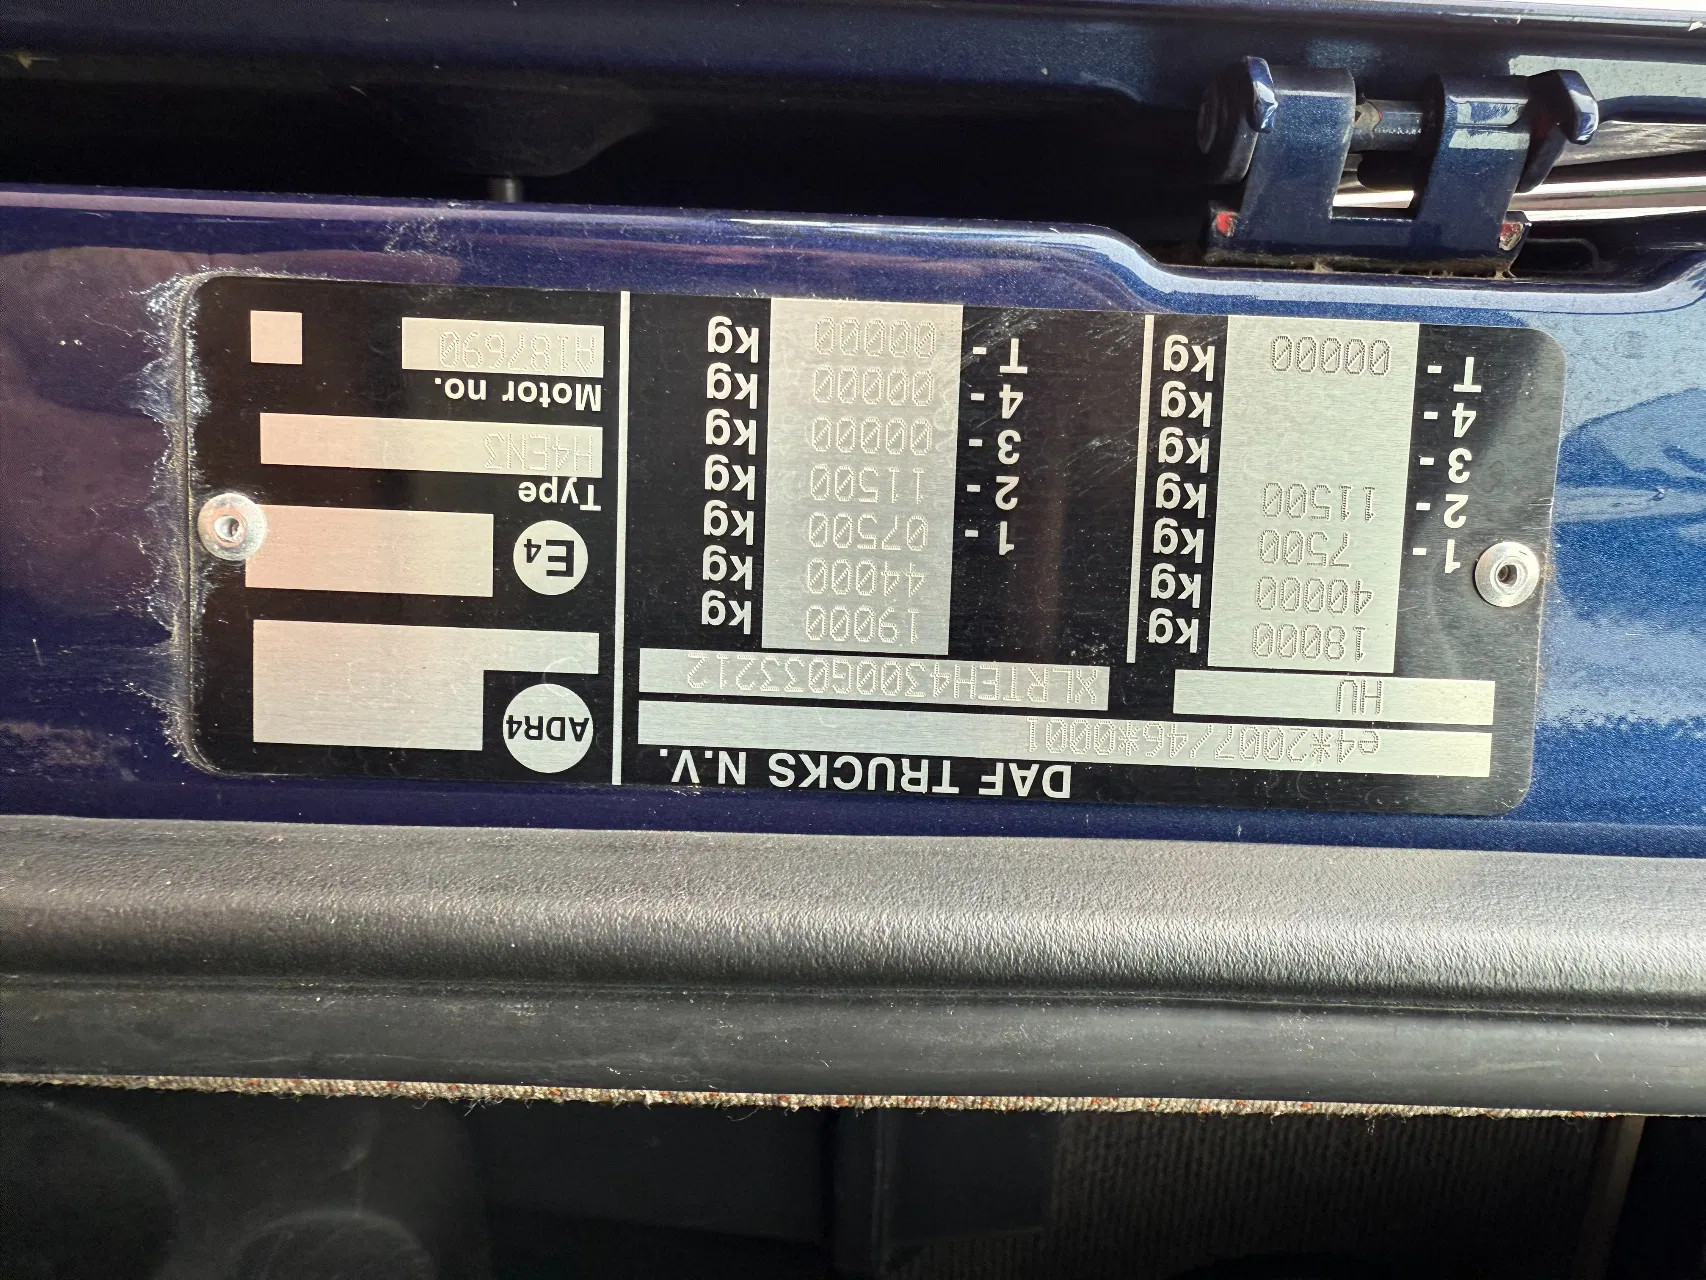 DAF TRUCKS N.V.
e4*2007/46*0001
HU
XLRTEH4300G033212
18000 kg
40000 kg
1 - 7500 kg
2 - 11500 kg
3 - kg
4 - kg
T - 00000 kg
19000 kg
44000 kg
1 - 07500 kg
2 - 11500 kg
3 - 00000 kg
4 - 00000 kg
T - 00000 kg
ADR4
E4
Type
H4EN3
Motor no.
A187690